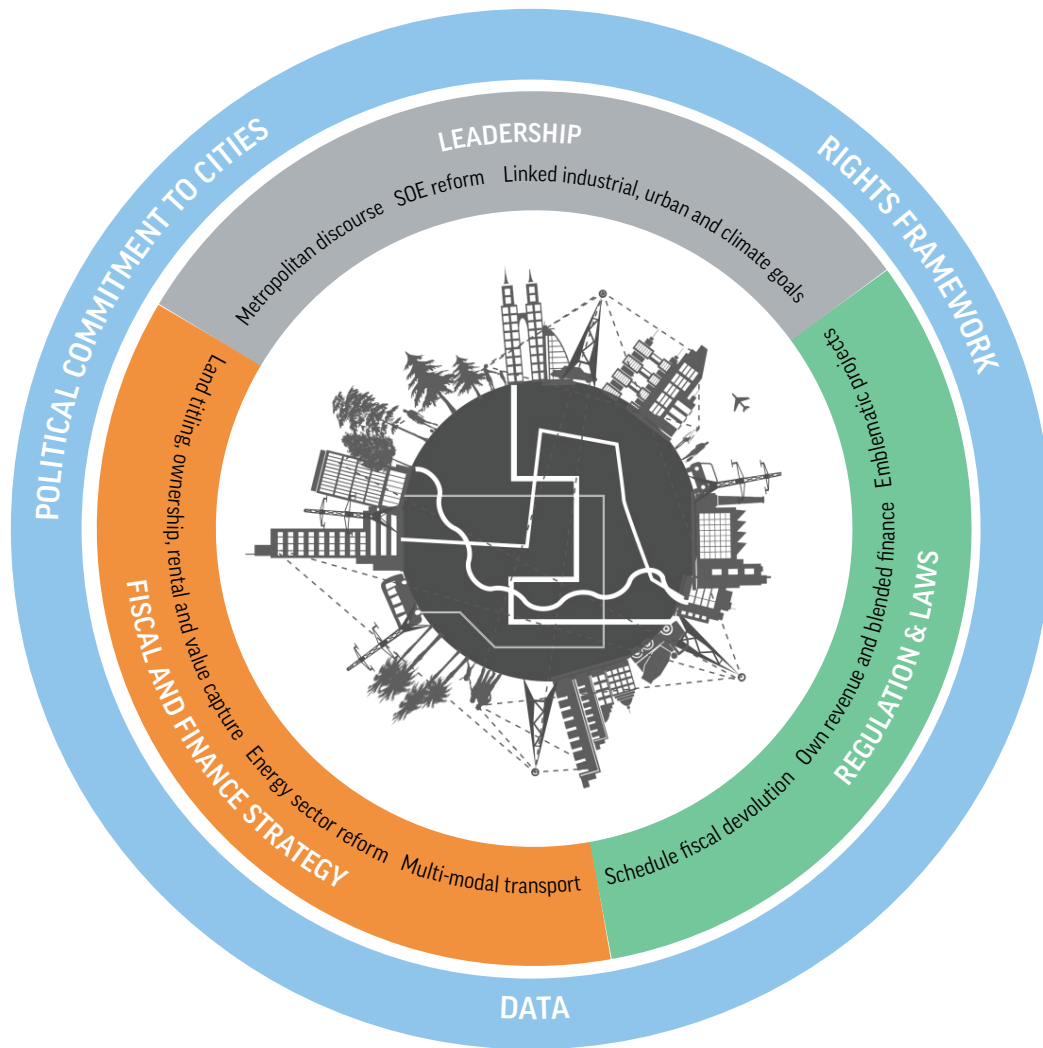 POLITICAL COMMITMENT TO CITIES
RIGHTS FRAMEWORK
DATA
LEADERSHIP
Metropolitan discourse
SOE reform
Linked industrial, urban and climate goals
REGULATION & LAWS
Emblematic projects
Own revenue and blended finance
Schedule fiscal devolution
FISCAL AND FINANCE STRATEGY
Land titling, ownership, rental and value capture
Energy sector reform
Multi-modal transport